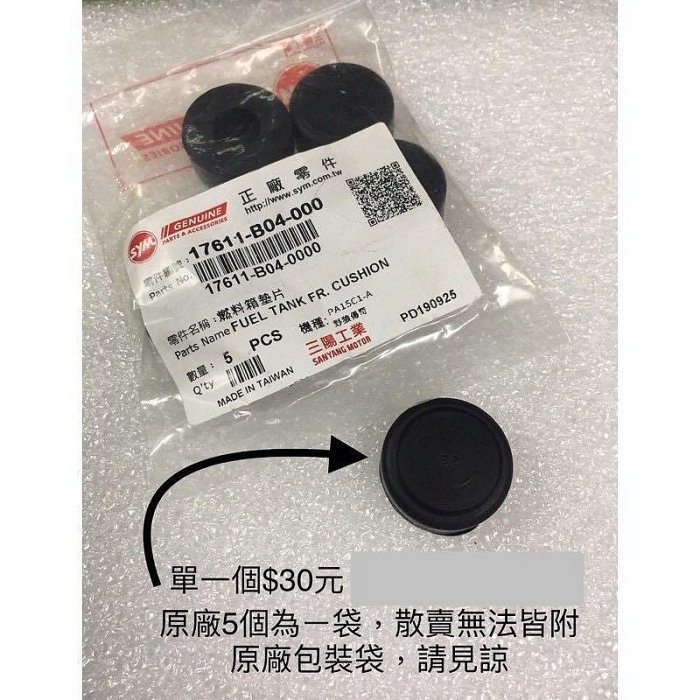 正廠零件
http://www.sym.com.tw
SYM GENUINE
PARTS & ACCESSORIES
零件編號：
Parts No. 17611-B04-000
17611-B04-0000
零件名稱：燃料箱墊片
Parts Name FUEL TANK FR. CUSHION
數量： 5 PCS
Q'ty
機種： PA15C1-A
野狼傳奇
三陽工業
SANYANG MOTOR
MADE IN TAIWAN
PD190925
單一個$30元
原廠5個為一袋，散賣無法皆附
原廠包裝袋，請見諒